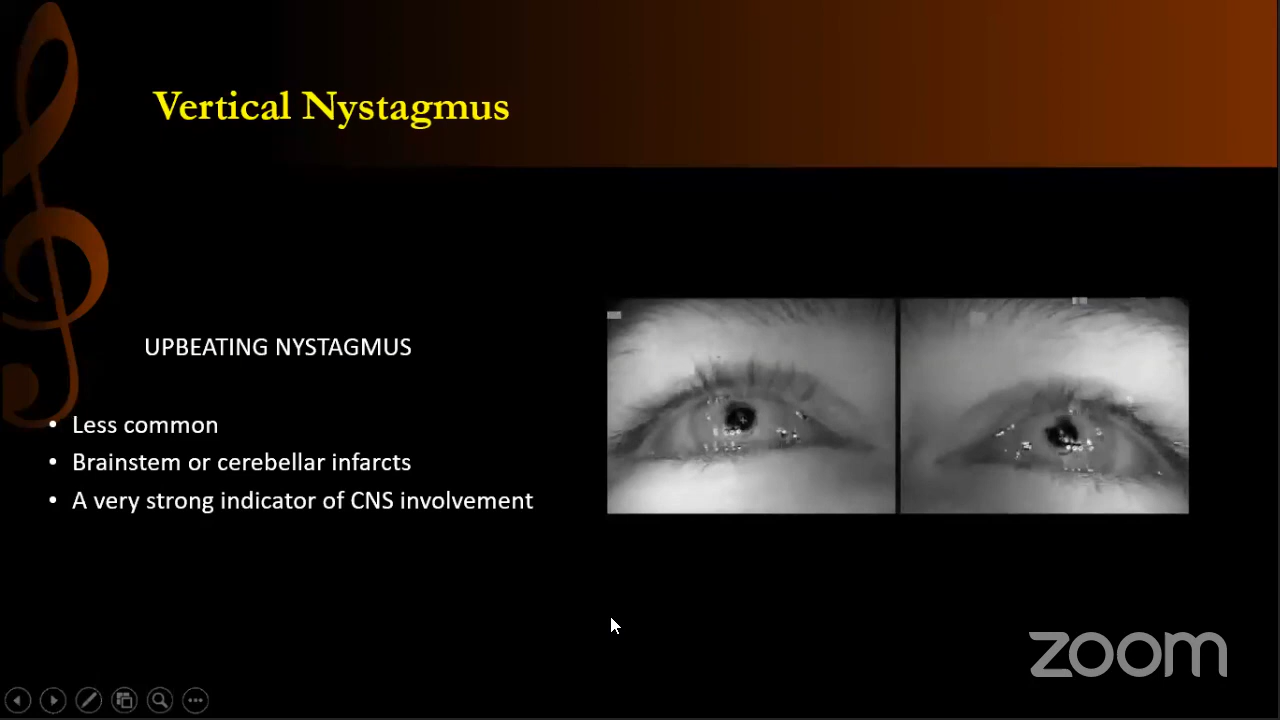 Vertical Nystagmus
UPBEATING NYSTAGMUS
• Less common
• Brainstem or cerebellar infarcts
• A very strong indicator of CNS involvement
zoom